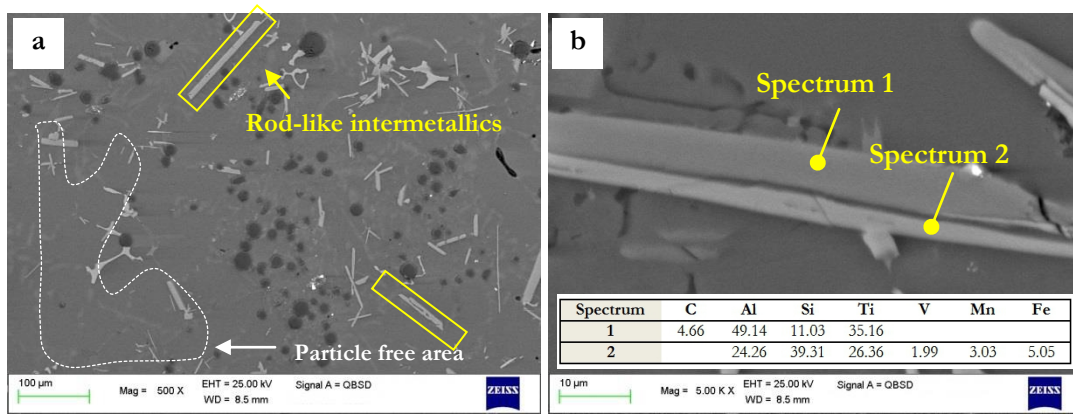 a
Rod-like intermetallics
Particle free area
100 µm
Mag = 500 X
EHT = 25.00 kV
WD = 8.5 mm
Signal A = QBSD
ZEISS
b
Spectrum 1
Spectrum 2
Spectrum C Al Si Ti V Mn Fe
1 4.66 49.14 11.03 35.16
2 24.26 39.31 26.36 1.99 3.03 5.05
10 µm
Mag = 5.00 K X
EHT = 25.00 kV
WD = 8.5 mm
Signal A = QBSD
ZEISS